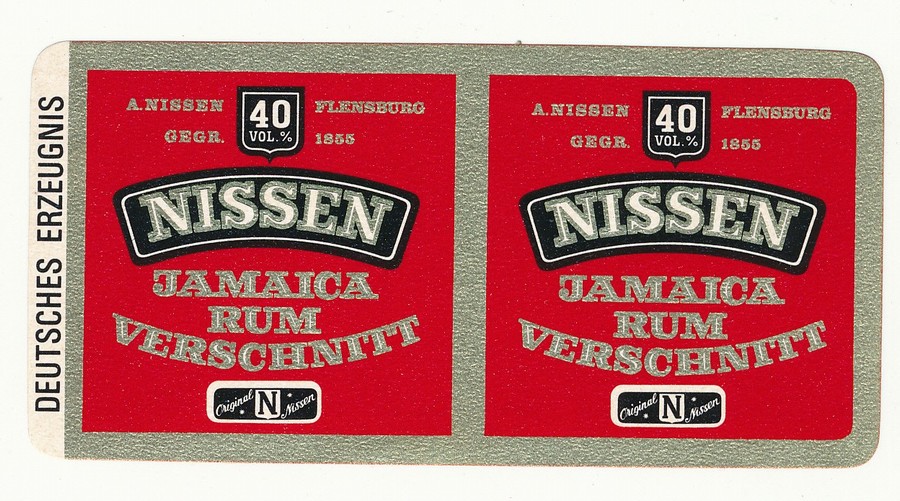 DEUTSCHES ERZEUGNIS
A. NISSEN 40 FLENSBURG
GEGR. VOL.% 1855
NISSEN
JAMAICA
RUM
VERSCHNITT
Original N Nissen
A. NISSEN 40 FLENSBURG
GEGR. VOL.% 1855
NISSEN
JAMAICA
RUM
VERSCHNITT
Original N Nissen